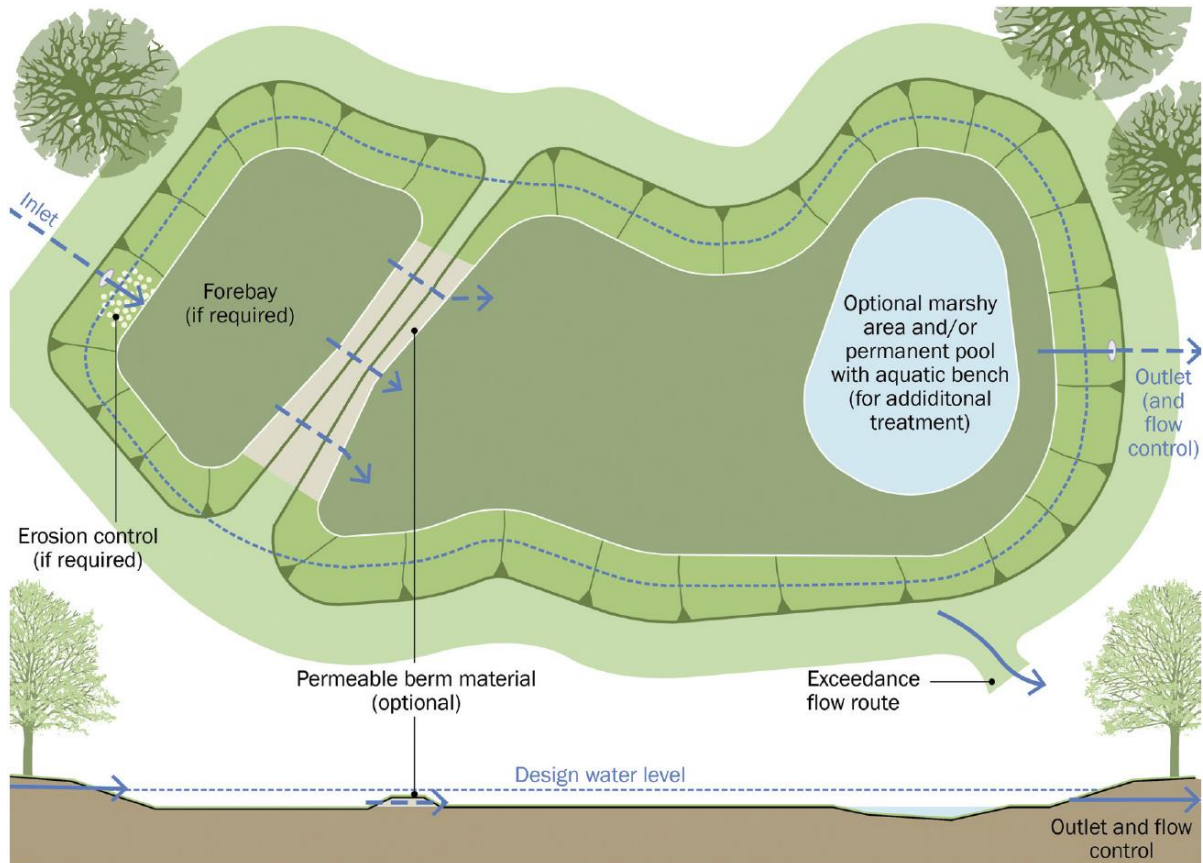 Inlet
Forebay
(if required)
Optional marshy
area and/or
permanent pool
with aquatic bench
(for addiditonal
treatment)
Outlet
(and
flow
control)
Erosion control
(if required)
Permeable berm material
(optional)
Exceedance
flow route
Design water level
Outlet and flow
control